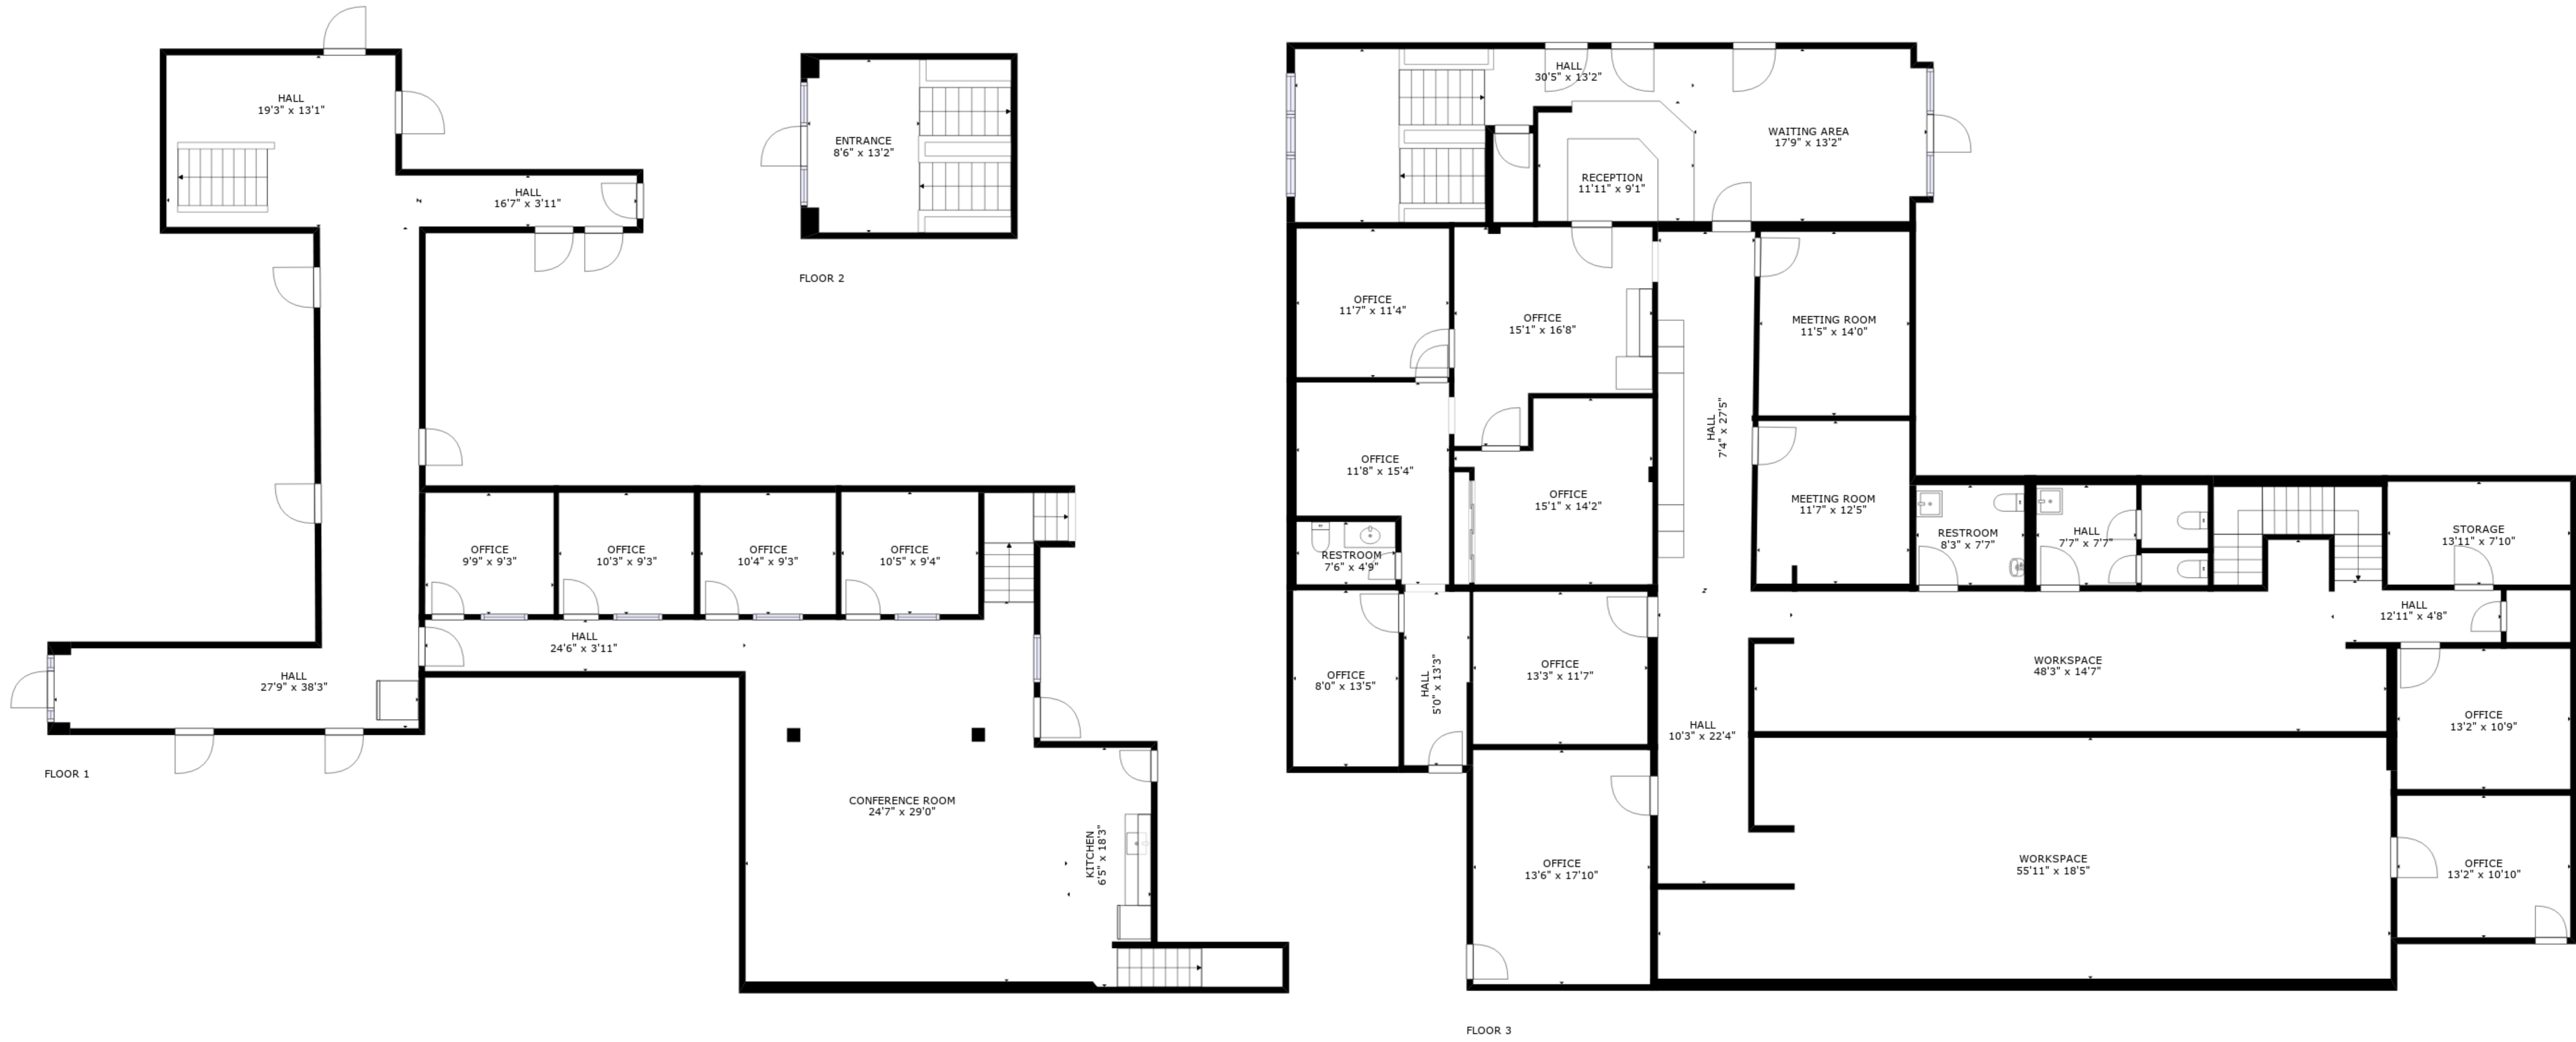 HALL
19'3" x 13'1"
HALL
16'7" x 3'11"
OFFICE
9'9" x 9'3"
OFFICE
10'3" x 9'3"
OFFICE
10'4" x 9'3"
OFFICE
10'5" x 9'4"
HALL
24'6" x 3'11"
HALL
27'9" x 38'3"
CONFERENCE ROOM
24'7" x 29'0"
KITCHEN
6'5" x 18'3"
FLOOR 1
ENTRANCE
8'6" x 13'2"
FLOOR 2
HALL
30'5" x 13'2"
WAITING AREA
17'9" x 13'2"
RECEPTION
11'11" x 9'1"
OFFICE
11'7" x 11'4"
OFFICE
15'1" x 16'8"
MEETING ROOM
11'5" x 14'0"
HALL
7'4" x 27'5"
OFFICE
11'8" x 15'4"
OFFICE
15'1" x 14'2"
MEETING ROOM
11'7" x 12'5"
RESTROOM
7'6" x 4'9"
RESTROOM
8'3" x 7'7"
HALL
7'7" x 7'7"
STORAGE
13'11" x 7'10"
HALL
12'11" x 4'8"
OFFICE
8'0" x 13'5"
HALL
5'0" x 13'3"
OFFICE
13'3" x 11'7"
WORKSPACE
48'3" x 14'7"
HALL
10'3" x 22'4"
OFFICE
13'2" x 10'9"
OFFICE
13'6" x 17'10"
WORKSPACE
55'11" x 18'5"
OFFICE
13'2" x 10'10"
FLOOR 3